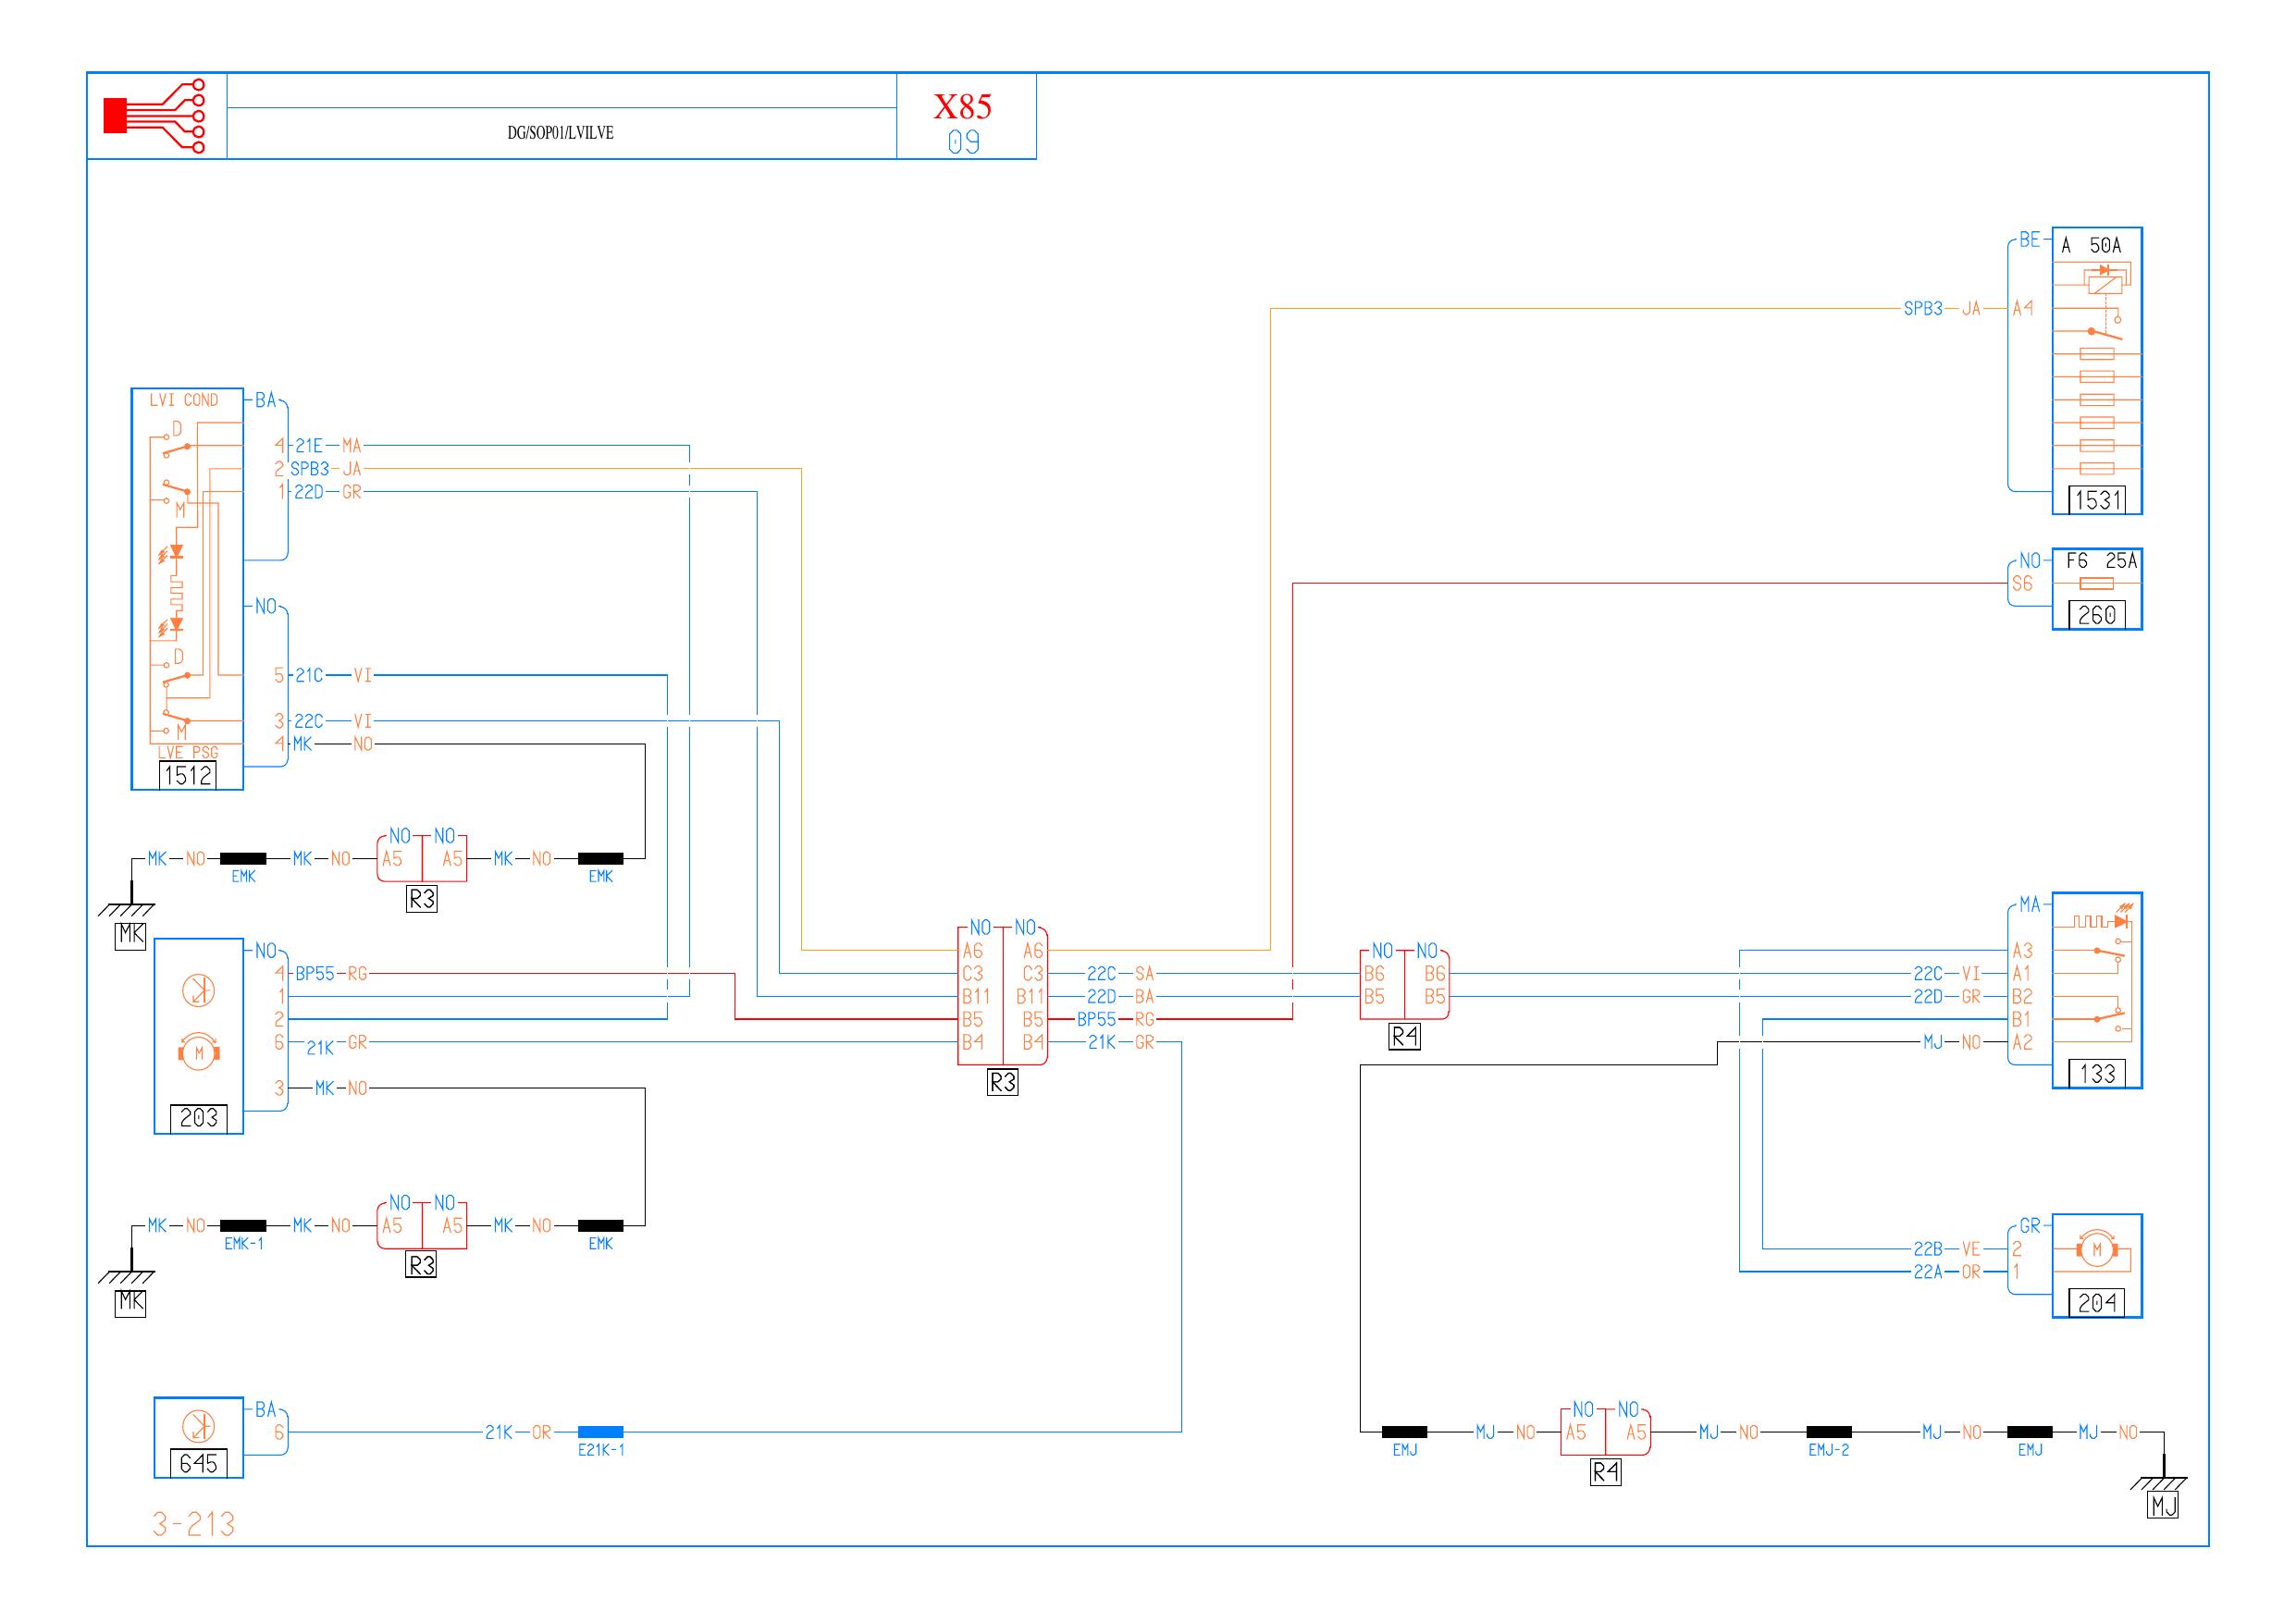 X85
DG/SOP01/LVILVE
09
BE A 50A
SPB3 JA A4
1531
LVI COND BA
D
4 21E MA
2 SPB3 JA
1 22D GR
M
NO
D
5 21C VI
3 22C VI
M
4 MK NO
LVE PSG
1512
NO F6 25A
S6
260
NO NO
MK NO MK NO A5 A5 MK NO
EMK EMK
R3
MK
NO
4 BP55 RG
1
2
6 21K GR
M
3 MK NO
203
NO NO
A6 A6
C3 C3 22C SA
B11 B11 22D BA
B5 B5 BP55 RG
B4 B4 21K GR
R3
NO NO
B6 B6
B5 B5
R4
MA
A3
22C VI A1
22D GR B2
B1
MJ NO A2
133
NO NO
MK NO MK NO A5 A5 MK NO
EMK-1 EMK
R3
MK
GR
22B VE 2 M
22A OR 1
204
BA
6 21K OR
E21K-1
645
NO NO
MJ NO A5 A5 MJ NO MJ NO MJ NO
EMJ EMJ-2 EMJ
R4
MJ
3-213